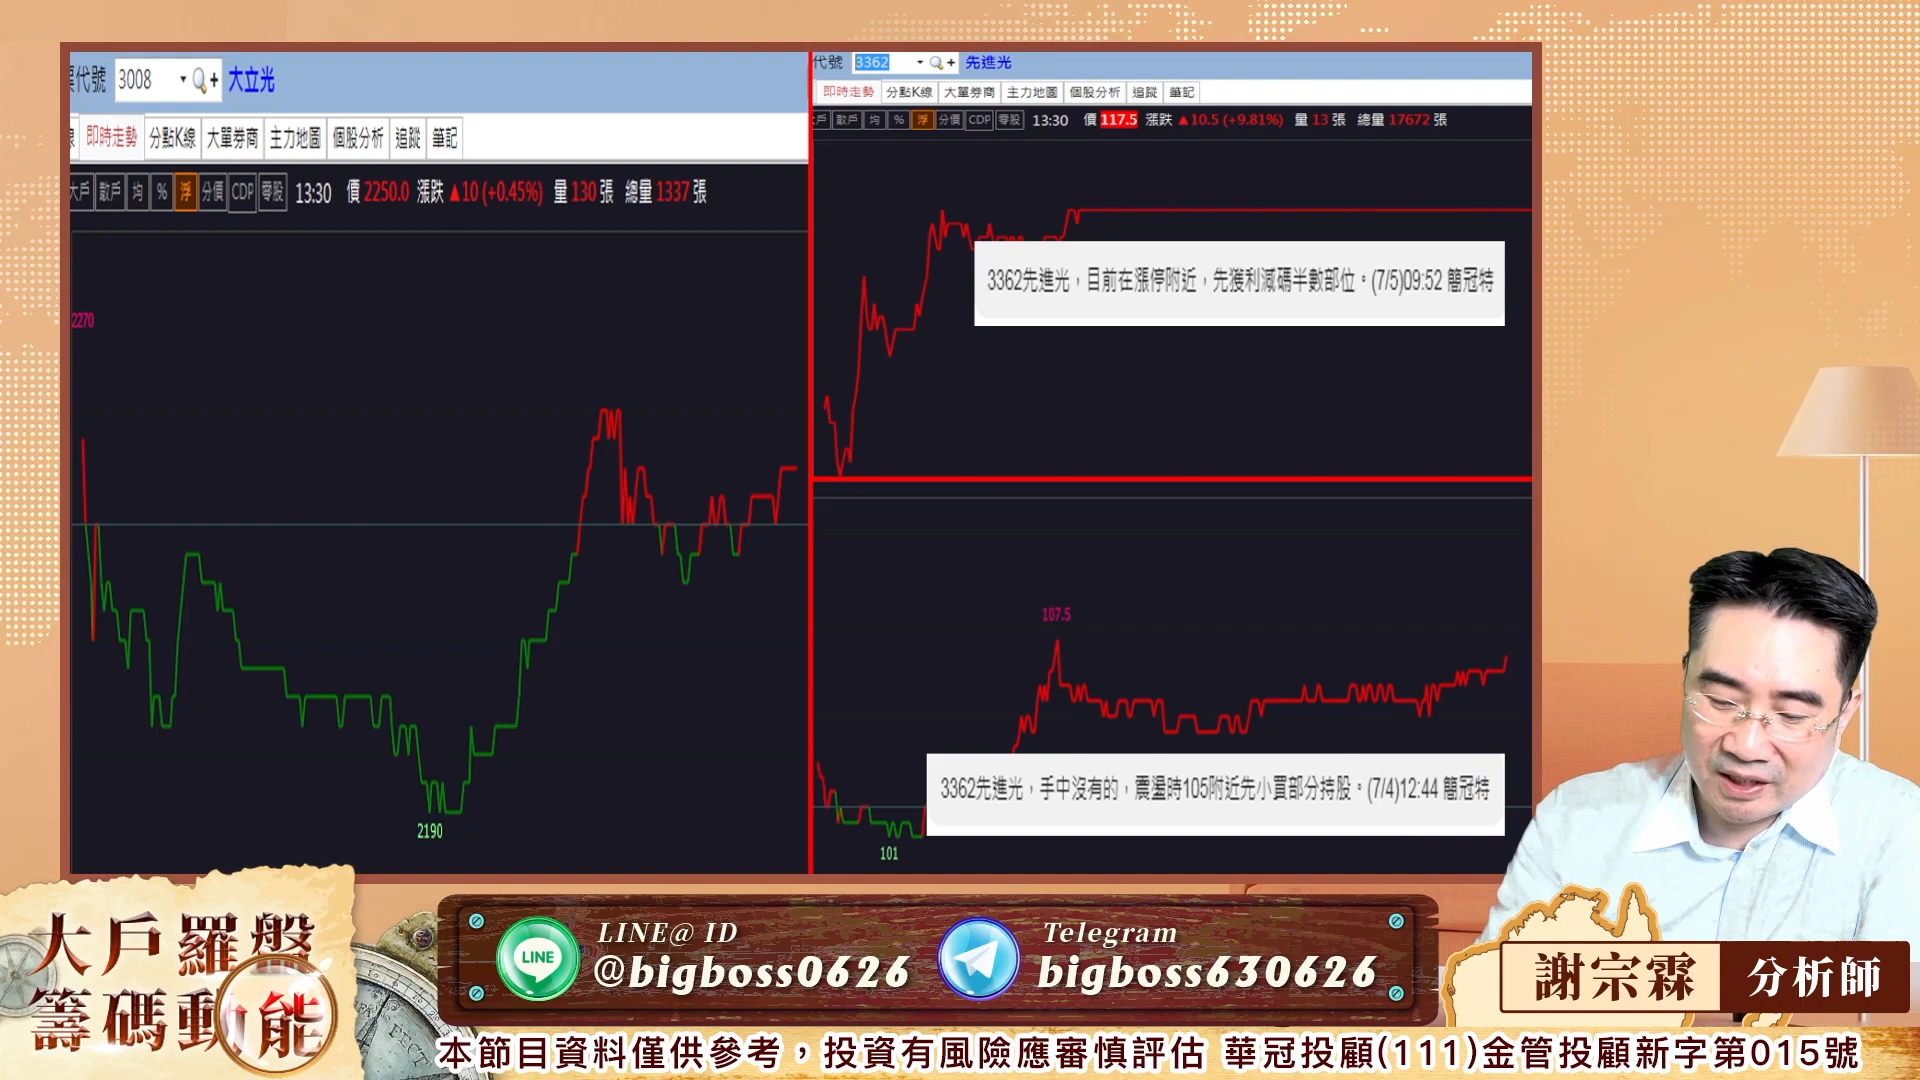 票代號 3008 大立光
即時走勢 分點K線 大單券商 主力地圖 個股分析 追蹤 筆記
大戶 散戶 均 % 浮 分價 CDP 零股 13:30 價 2250.0 漲跌 ▲10 (+0.45%) 量 130 張 總量 1337 張
2270
2190
代號 3362 先進光
即時走勢 分點K線 大單券商 主力地圖 個股分析 追蹤 筆記
大戶 散戶 均 % 浮 分價 CDP 零股 13:30 價 117.5 漲跌 ▲10.5 (+9.81%) 量 13 張 總量 17672 張
3362先進光，目前在漲停附近，先獲利減碼半數部位。(7/5)09:52 簡冠特
107.5
3362先進光，手中沒有的，震盪時105附近先小買部分持股。(7/4)12:44 簡冠特
101
大戶羅盤
籌碼動能
LINE
LINE@ ID
@bigboss0626
Telegram
bigboss630626
謝宗霖 分析師
本節目資料僅供參考，投資有風險應審慎評估 華冠投顧(111)金管投顧新字第015號